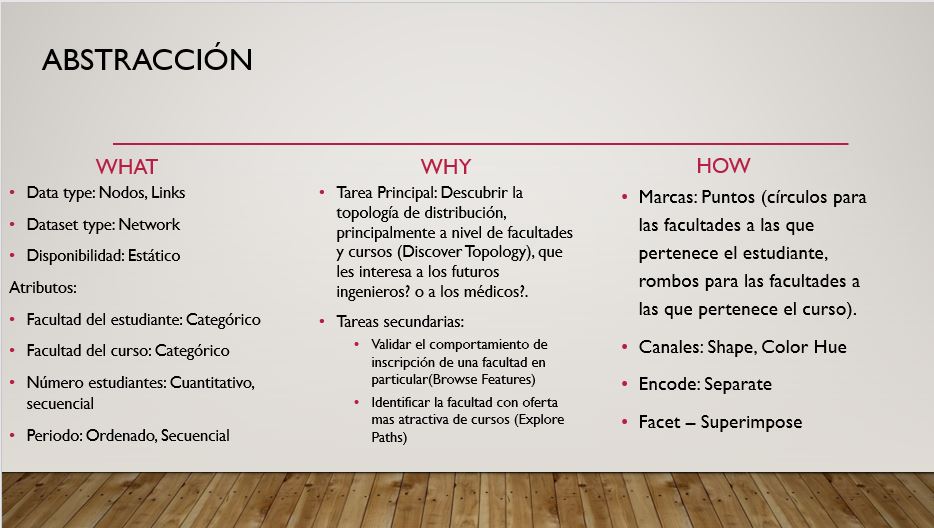 ABSTRACCIÓN
WHAT
• Data type: Nodos, Links
• Dataset type: Network
• Disponibilidad: Estático
Atributos:
• Facultad del estudiante: Categórico
• Facultad del curso: Categórico
• Número estudiantes: Cuantitativo,
secuencial
• Periodo: Ordenado, Secuencial
WHY
• Tarea Principal: Descubrir la
topología de distribución,
principalmente a nivel de facultades
y cursos (Discover Topology), que
les interesa a los futuros
ingenieros? o a los médicos?.
• Tareas secundarias:
• Validar el comportamiento de
inscripción de una facultad en
particular(Browse Features)
• Identificar la facultad con oferta
mas atractiva de cursos (Explore
Paths)
HOW
• Marcas: Puntos (círculos para
las facultades a las que
pertenece el estudiante,
rombos para las facultades a
las que pertenece el curso).
• Canales: Shape, Color Hue
• Encode: Separate
• Facet – Superimpose